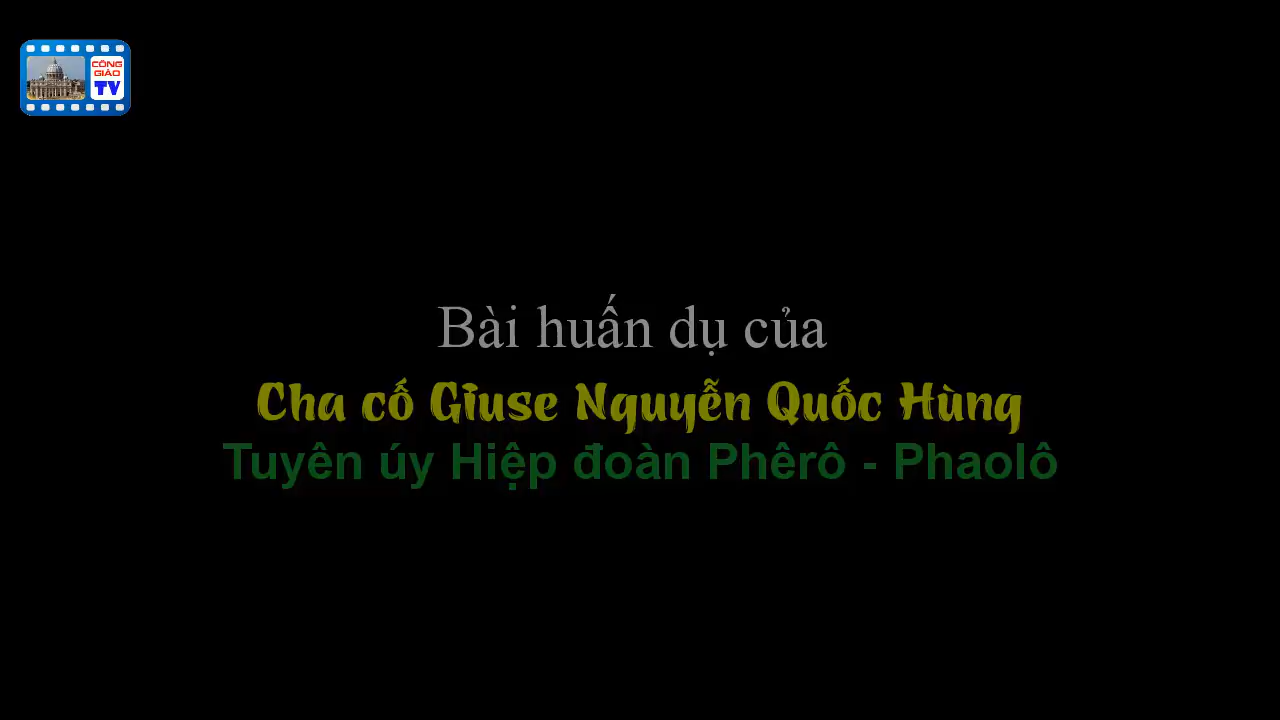 CÔNG
GIÁO
TV
Bài huấn dụ của
Cha cố Giuse Nguyễn Quốc Hùng
Tuyên úy Hiệp đoàn Phêrô - Phaolô